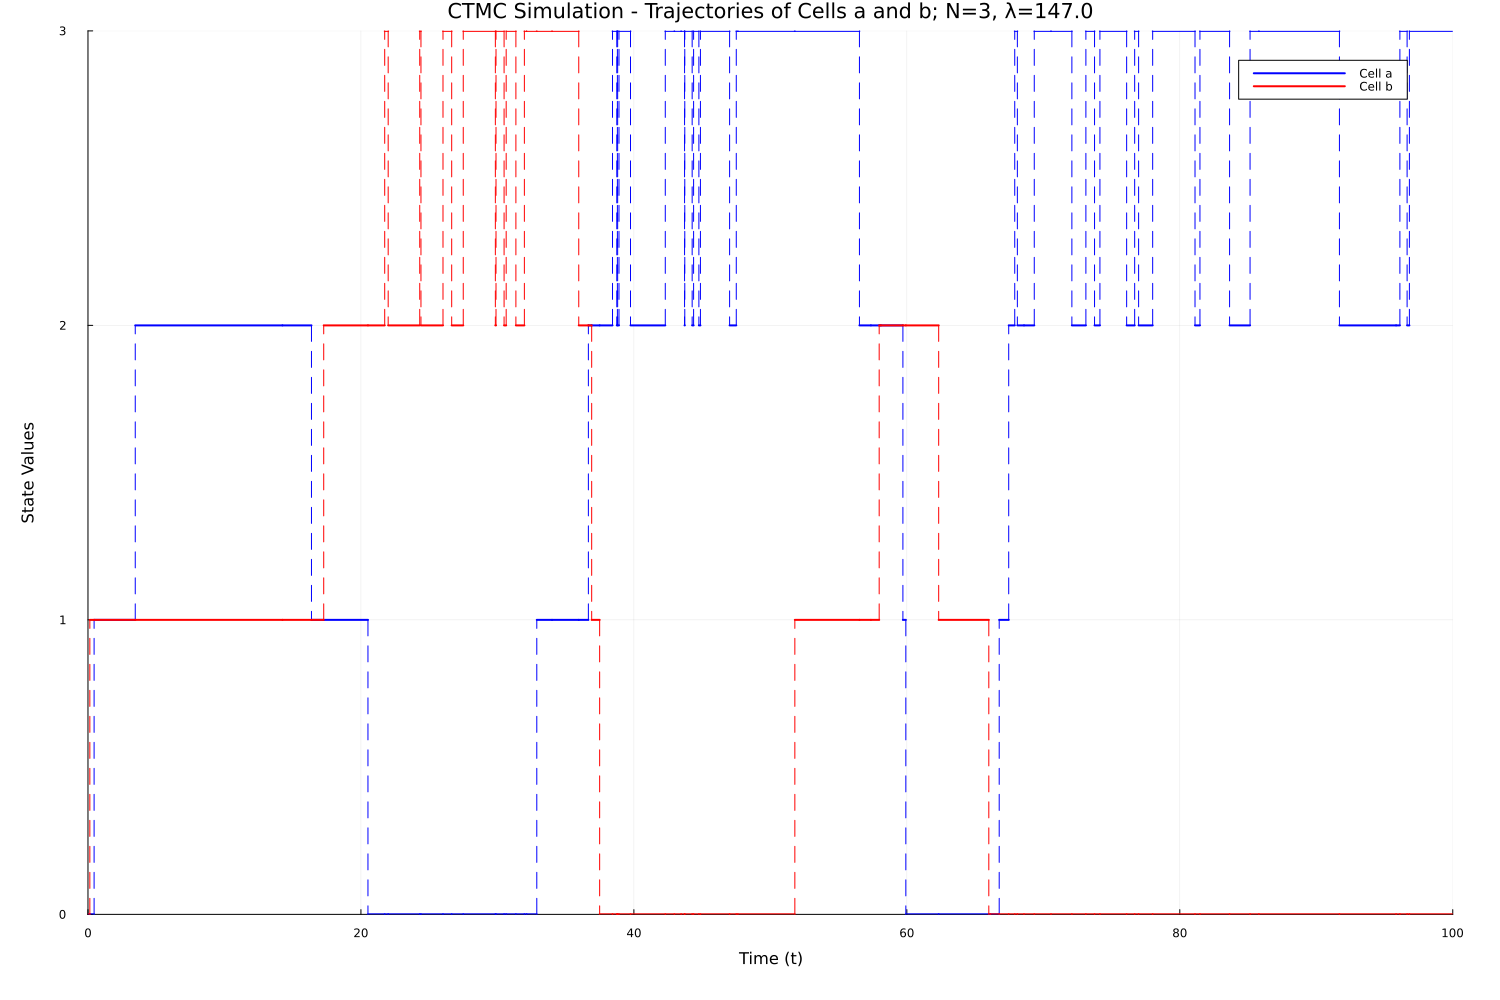 CTMC Simulation - Trajectories of Cells a and b; N=3, λ=147.0
3
Cell a
Cell b
2
State Values
1
0
0 20 40 60 80 100
Time (t)